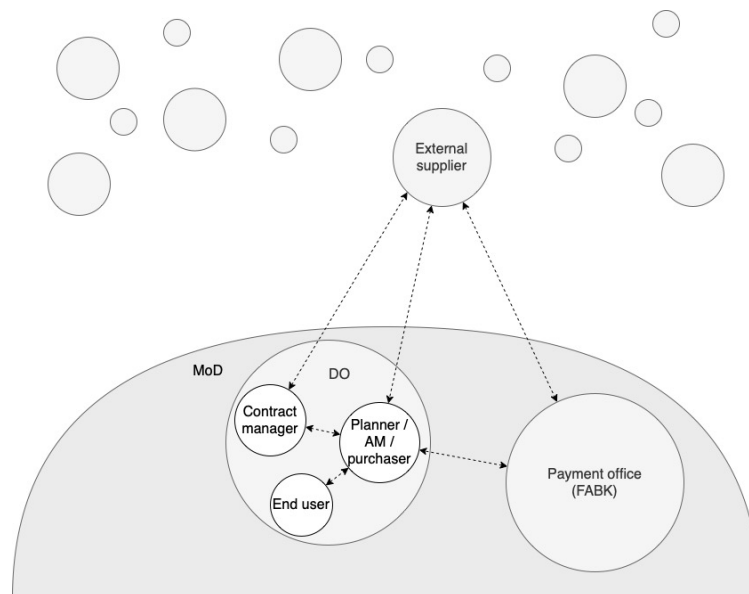 External
supplier
MoD
DO
Contract
manager
Planner /
AM /
purchaser
End user
Payment office
(FABK)